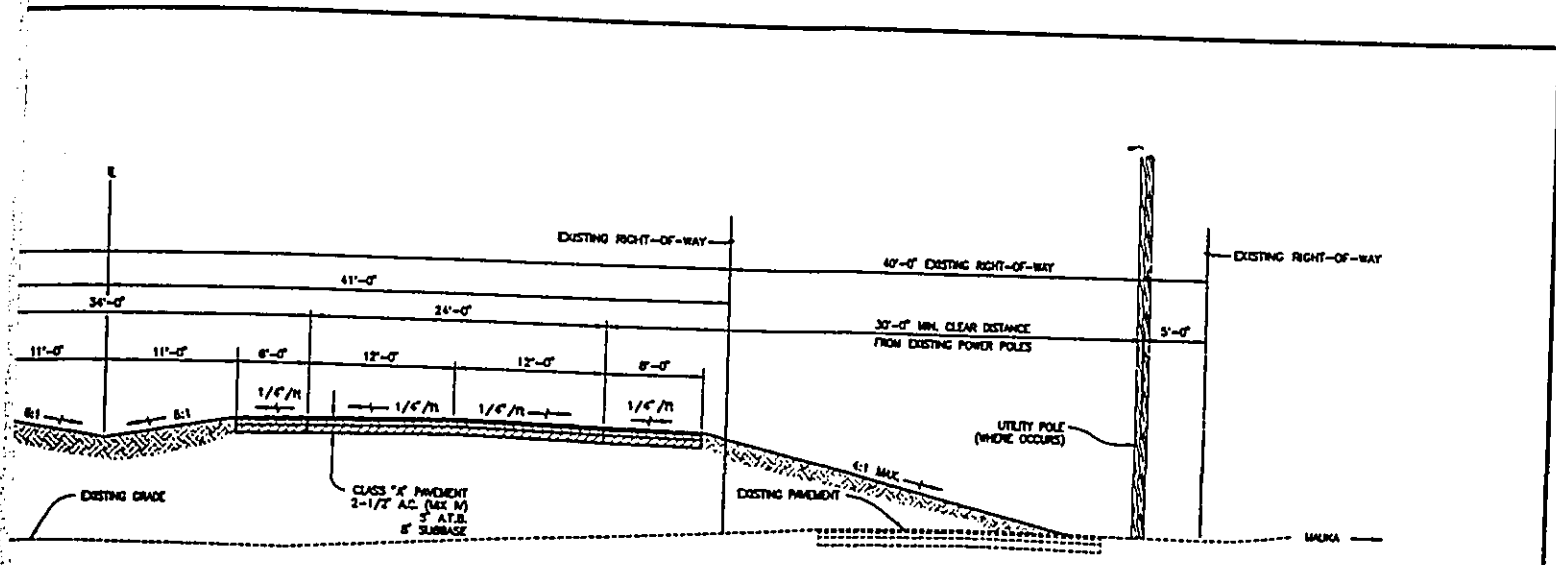 EXISTING RIGHT-OF-WAY
EXISTING RIGHT-OF-WAY
40'-0" EXISTING RIGHT-OF-WAY
41'-0"
34'-0"
24'-0"
30'-0" MIN. CLEAR DISTANCE
FROM EXISTING POWER POLES
5'-0"
11'-0"
11'-0"
12'-0"
12'-0"
8'-0"
1/4"/ft
1/4"/ft
1/4"/ft
1/4"/ft
6:1
6:1
UTILITY POLE
(WHERE OCCURS)
4:1 MAX.
EXISTING GRADE
CLASS "A" PAVEMENT
2-1/2" A.C. (MIX IV)
A.T.B.
8" SUBBASE
EXISTING PAVEMENT
MAUKA